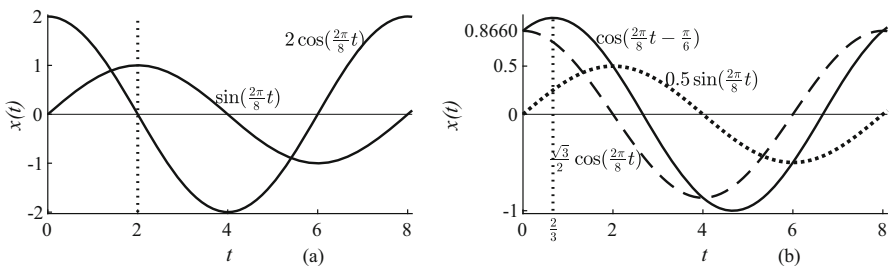 2
1
0
-1
-2
x(t)
2 cos(2π/8 t)
sin(2π/8 t)
0 2 4 6 8
t (a)
0.8660
0.5
0
-1
x(t)
cos(2π/8 t − π/6)
0.5 sin(2π/8 t)
√3/2 cos(2π/8 t)
0 2/3 2 4 6 8
t (b)